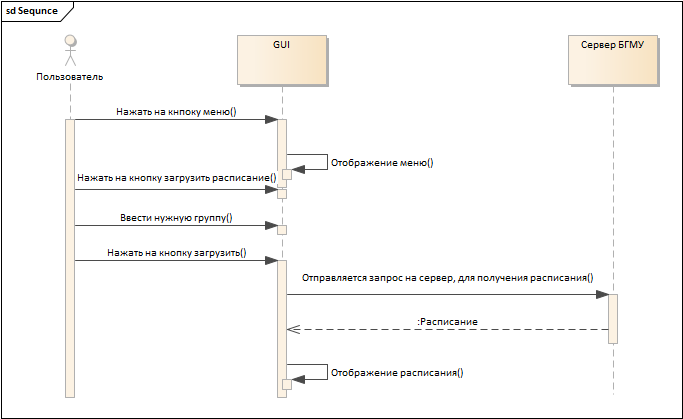 sd Sequnce
GUI
Сервер БГМУ
Пользователь
Нажать на кнпоку меню()
Отображение меню()
Нажать на кнопку загрузить расписание()
Ввести нужную группу()
Нажать на кнопку загрузить()
Отправляется запрос на сервер, для получения расписания()
:Расписание
Отображение расписания()